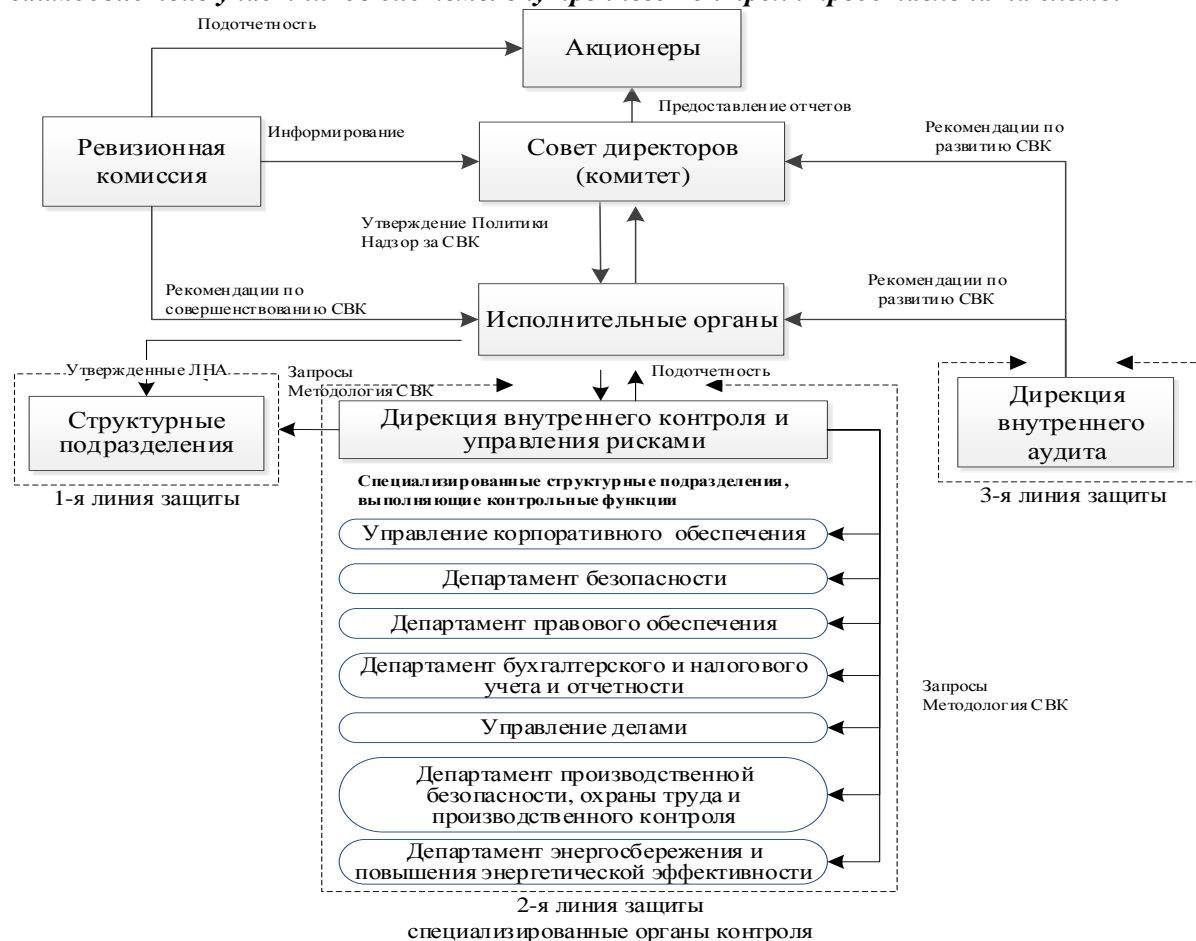 Подотчетность
Акционеры
Предоставление отчетов
Ревизионная
комиссия
Информирование
Совет директоров
(комитет)
Рекомендации по
развитию СВК
Утверждение Политики
Надзор за СВК
Рекомендации по
совершенствованию СВК
Исполнительные органы
Рекомендации по
развитию СВК
Утвержденные ЛНА
Запросы
Методология СВК
Подотчетность
Структурные
подразделения
1-я линия защиты
Дирекция внутреннего контроля и
управления рисками
Дирекция
внутреннего
аудита
3-я линия защиты
Специализированные структурные подразделения,
выполняющие контрольные функции
Управление корпоративного обеспечения
Департамент безопасности
Департамент правового обеспечения
Департамент бухгалтерского и налогового
учета и отчетности
Управление делами
Департамент производственной
безопасности, охраны труда и
производственного контроля
Департамент энергосбережения и
повышения энергетической эффективности
Запросы
Методология СВК
2-я линия защиты
специализированные органы контроля